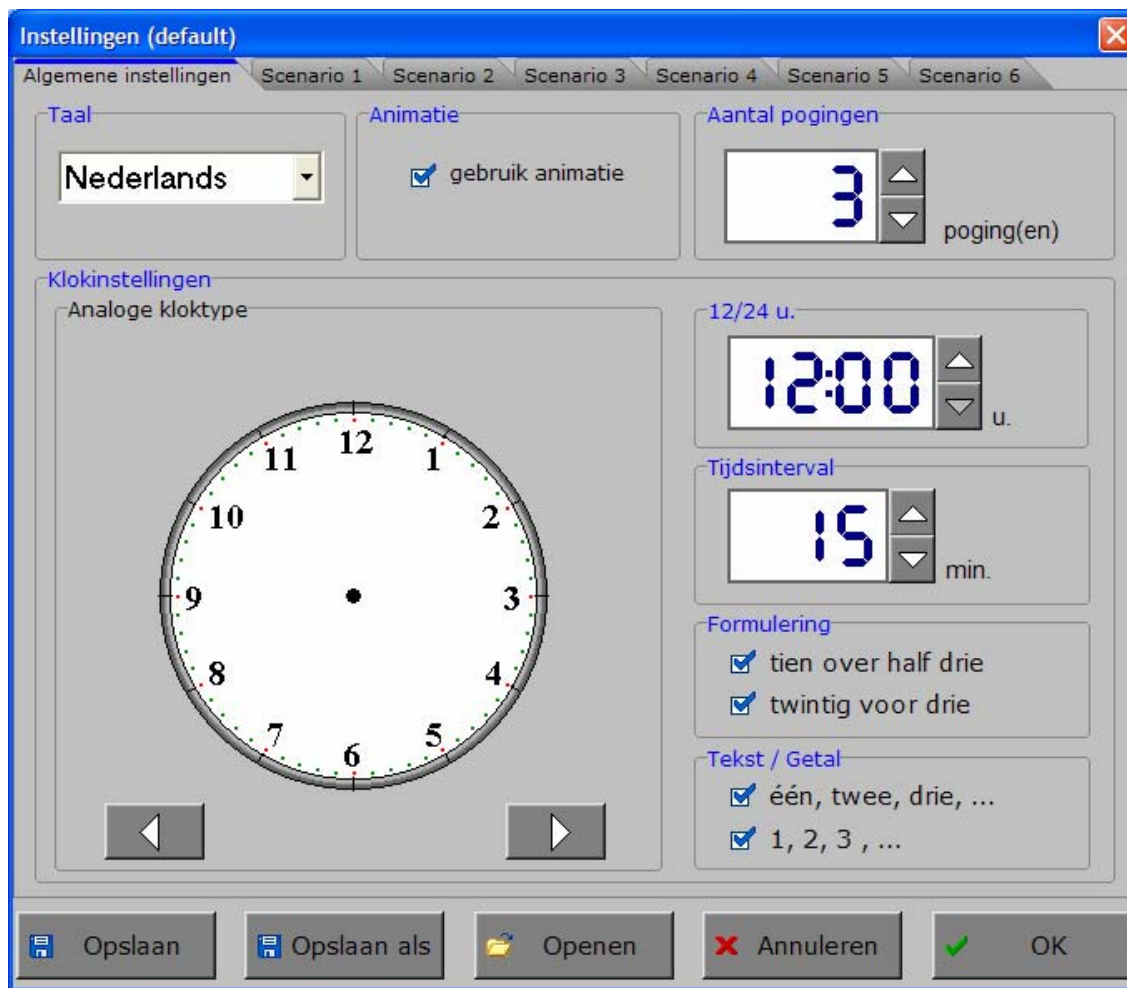 Instellingen (default)
Algemene instellingen Scenario 1 Scenario 2 Scenario 3 Scenario 4 Scenario 5 Scenario 6
Taal
Nederlands
Animatie
gebruik animatie
Aantal pogingen
3
poging(en)
Klokinstellingen
Analoge kloktype
12
1
2
3
4
5
6
7
8
9
10
11
12/24 u.
12:00
u.
Tijdsinterval
15
min.
Formulering
tien over half drie
twintig voor drie
Tekst / Getal
één, twee, drie, ...
1, 2, 3 , ...
Opslaan
Opslaan als
Openen
Annuleren
OK